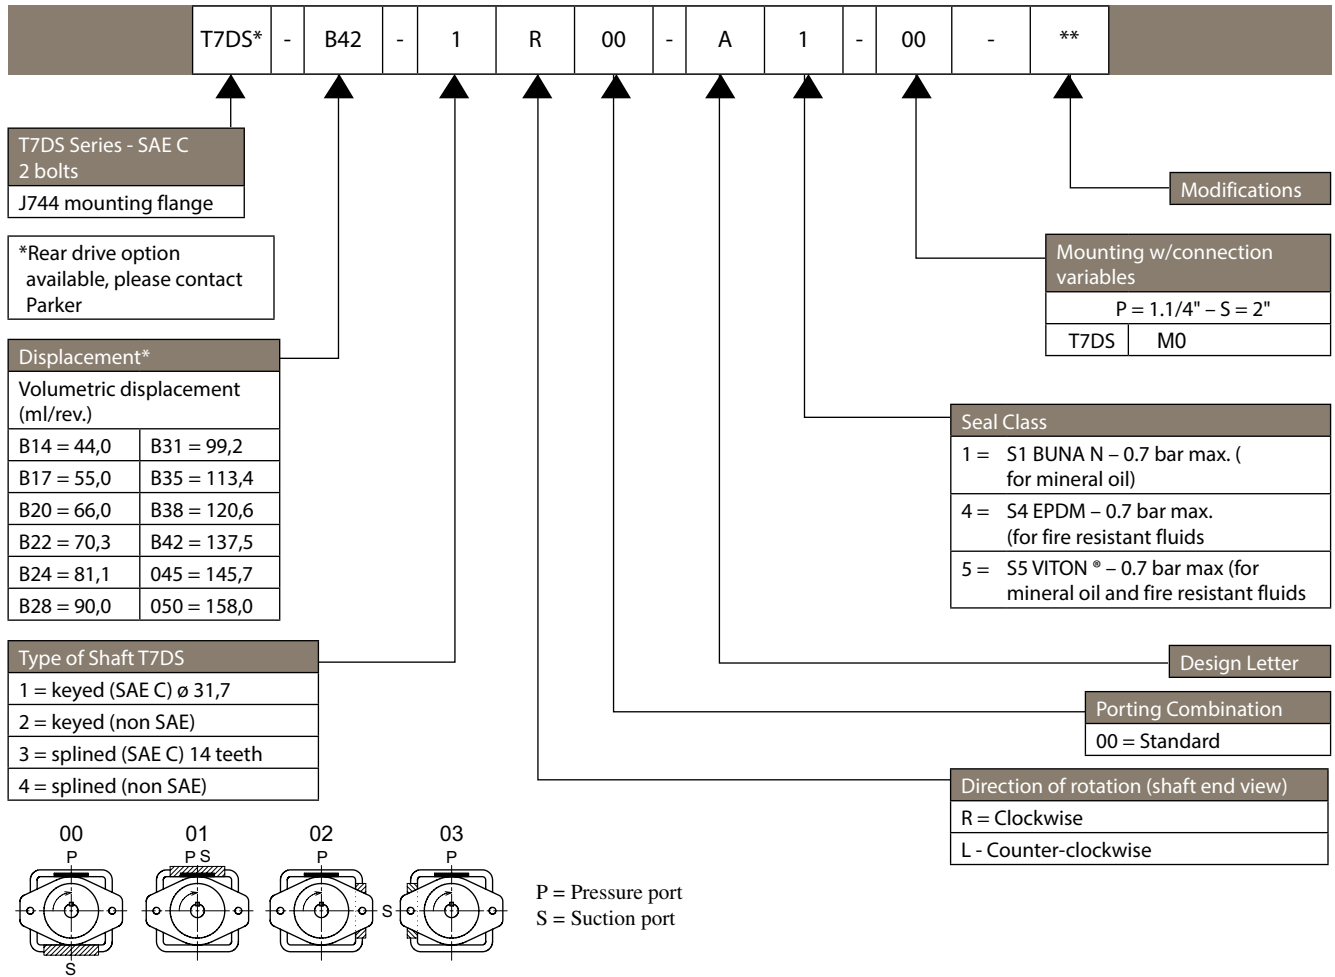 T7DS* - B42 - 1 R 00 - A 1 - 00 - **
T7DS Series - SAE C
2 bolts
J744 mounting flange
*Rear drive option
available, please contact
Parker
Displacement*
Volumetric displacement
(ml/rev.)
B14 = 44,0 B31 = 99,2
B17 = 55,0 B35 = 113,4
B20 = 66,0 B38 = 120,6
B22 = 70,3 B42 = 137,5
B24 = 81,1 045 = 145,7
B28 = 90,0 050 = 158,0
Type of Shaft T7DS
1 = keyed (SAE C) ø 31,7
2 = keyed (non SAE)
3 = splined (SAE C) 14 teeth
4 = splined (non SAE)
Modifications
Mounting w/connection
variables
P = 1.1/4" – S = 2"
T7DS M0
Seal Class
1 = S1 BUNA N – 0.7 bar max. (
for mineral oil)
4 = S4 EPDM – 0.7 bar max.
(for fire resistant fluids
5 = S5 VITON ® – 0.7 bar max (for
mineral oil and fire resistant fluids
Design Letter
Porting Combination
00 = Standard
Direction of rotation (shaft end view)
R = Clockwise
L - Counter-clockwise
00 01 02 03
P P S P P
S
S
P = Pressure port
S = Suction port